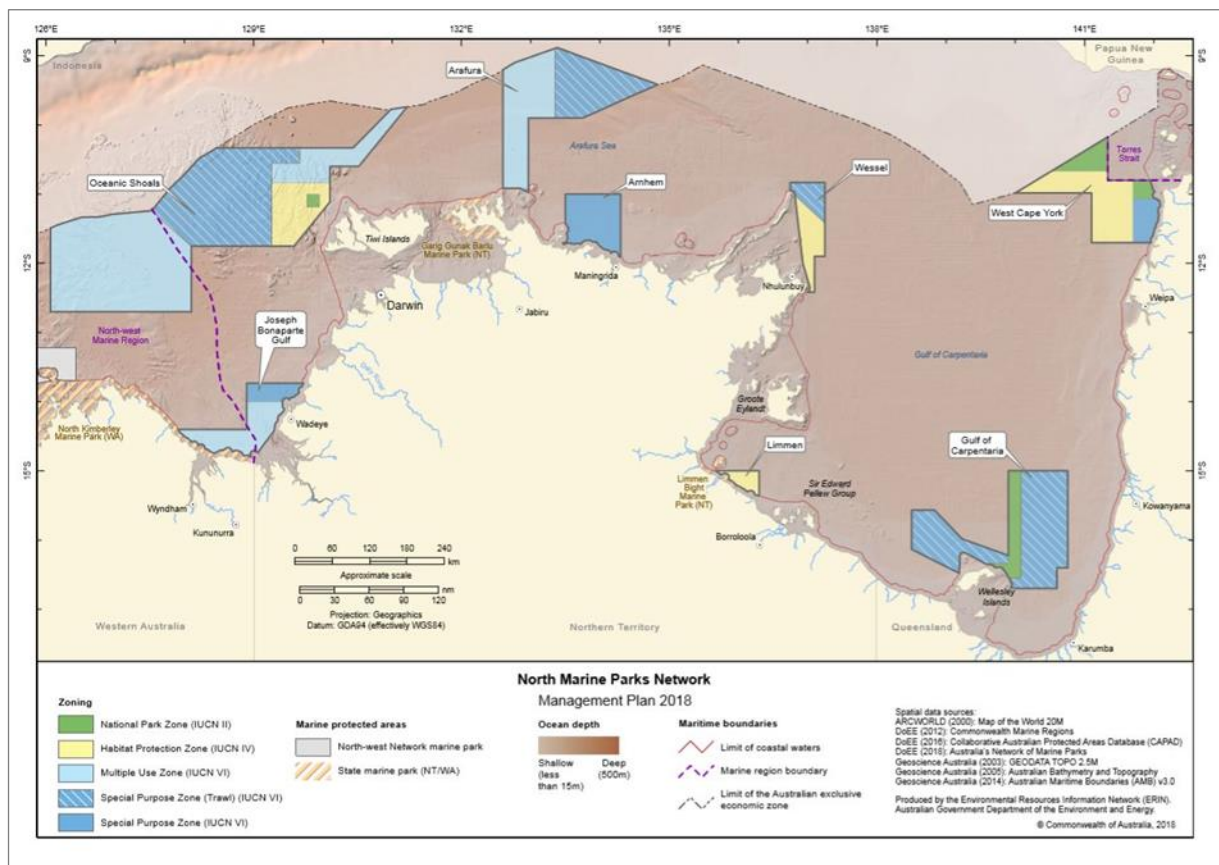 126°E
129°E
132°E
135°E
138°E
141°E
9°S
9°S
Indonesia
Papua New
Guinea
Arafura
Arafura Sea
Torres
Strait
Oceanic Shoals
Arnhem
Wessel
West Cape York
Tiwi Islands
Garig Gunak Barlu
Marine Park (NT)
12°S
12°S
Maningrida
Nhulunbuy
Darwin
Jabiru
Weipa
North-west
Marine Region
Joseph
Bonaparte
Gulf
Gulf of Carpentaria
Daly River
Groote
Eylandt
Wadeye
North Kimberley
Marine Park (WA)
Limmen
Gulf of
Carpentaria
15°S
15°S
Limmen
Bight
Marine
Park (NT)
Sir Edward
Pellew Group
Wyndham
Kununurra
Kowanyama
Borroloola
0 60 120 180 240
km
Approximate scale
nm
0 30 60 90 120
Projection: Geographics
Datum: GDA94 (effectively WGS84)
Wellesley
Islands
Western Australia
Northern Territory
Queensland
Karumba
North Marine Parks Network
Management Plan 2018
Zoning
National Park Zone (IUCN II)
Habitat Protection Zone (IUCN IV)
Multiple Use Zone (IUCN VI)
Special Purpose Zone (Trawl) (IUCN VI)
Special Purpose Zone (IUCN VI)
Marine protected areas
North-west Network marine park
State marine park (NT/WA)
Ocean depth
Shallow Deep
(less (500m)
than 15m)
Maritime boundaries
Limit of coastal waters
Marine region boundary
Limit of the Australian exclusive
economic zone
Spatial data sources:
ARCWORLD (2000): Map of the World 20M
DoEE (2012): Commonwealth Marine Regions
DoEE (2016): Collaborative Australian Protected Areas Database (CAPAD)
DoEE (2018): Australia's Network of Marine Parks
Geoscience Australia (2003): GEODATA TOPO 2.5M
Geoscience Australia (2005): Australian Bathymetry and Topography
Geoscience Australia (2014): Australian Maritime Boundaries (AMB) v3.0
Produced by the Environmental Resources Information Network (ERIN).
Australian Government Department of the Environment and Energy.
© Commonwealth of Australia, 2018